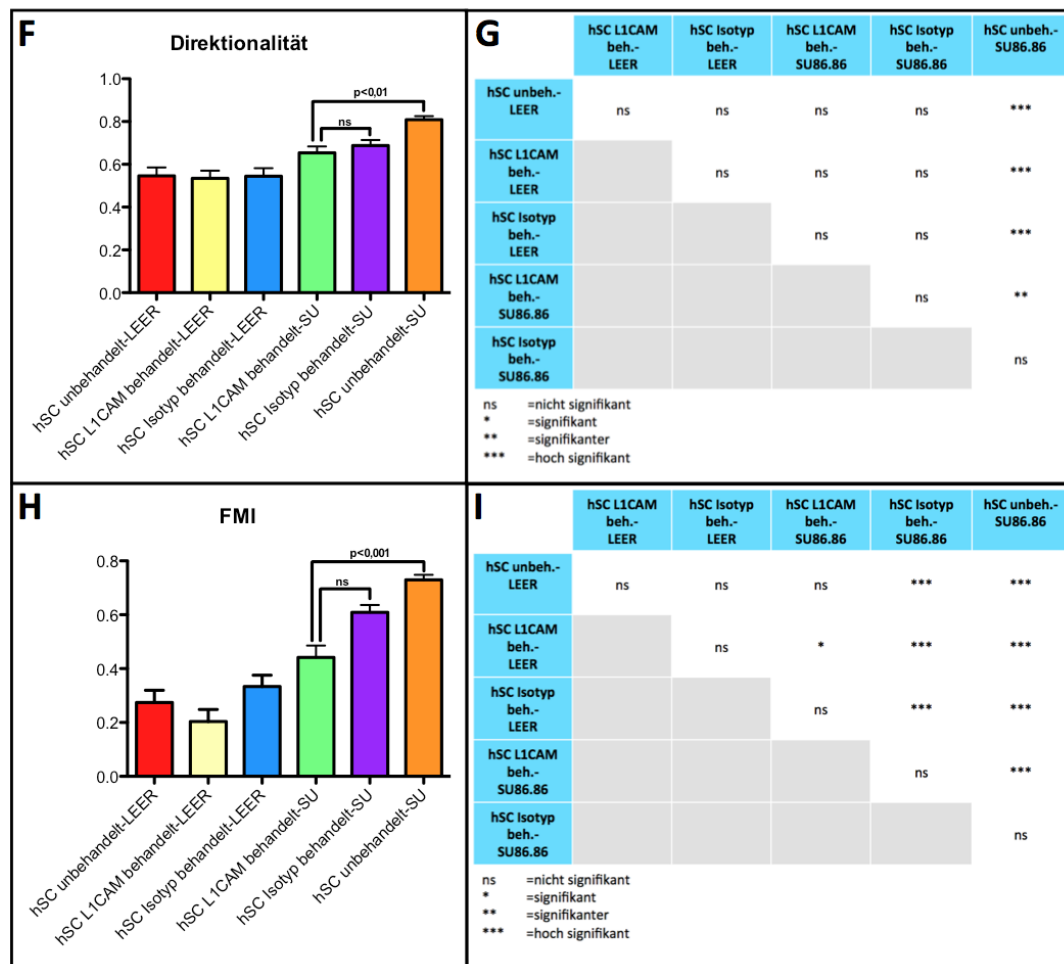 F
Direktionalität
p<0,01
ns
1.0
0.8
0.6
0.4
0.2
0.0
hSC unbehandelt-LEER
hSC L1CAM behandelt-LEER
hSC Isotyp behandelt-LEER
hSC L1CAM behandelt-SU
hSC Isotyp behandelt-SU
hSC unbehandelt-SU
G
hSC L1CAM beh.- LEER
hSC Isotyp beh.- LEER
hSC L1CAM beh.- SU86.86
hSC Isotyp beh.- SU86.86
hSC unbeh.- SU86.86
hSC unbeh.- LEER
ns ns ns ns ***
hSC L1CAM beh.- LEER
ns ns ns ***
hSC Isotyp beh.- LEER
ns ns ***
hSC L1CAM beh.- SU86.86
ns **
hSC Isotyp beh.- SU86.86
ns
ns =nicht signifikant
* =signifikant
** =signifikanter
*** =hoch signifikant
H
FMI
p<0,001
ns
0.8
0.6
0.4
0.2
0.0
hSC unbehandelt-LEER
hSC L1CAM behandelt-LEER
hSC Isotyp behandelt-LEER
hSC L1CAM behandelt-SU
hSC Isotyp behandelt-SU
hSC unbehandelt-SU
I
hSC L1CAM beh.- LEER
hSC Isotyp beh.- LEER
hSC L1CAM beh.- SU86.86
hSC Isotyp beh.- SU86.86
hSC unbeh.- SU86.86
hSC unbeh.- LEER
ns ns ns *** ***
hSC L1CAM beh.- LEER
ns * *** ***
hSC Isotyp beh.- LEER
ns *** ***
hSC L1CAM beh.- SU86.86
ns ***
hSC Isotyp beh.- SU86.86
ns
ns =nicht signifikant
* =signifikant
** =signifikanter
*** =hoch signifikant